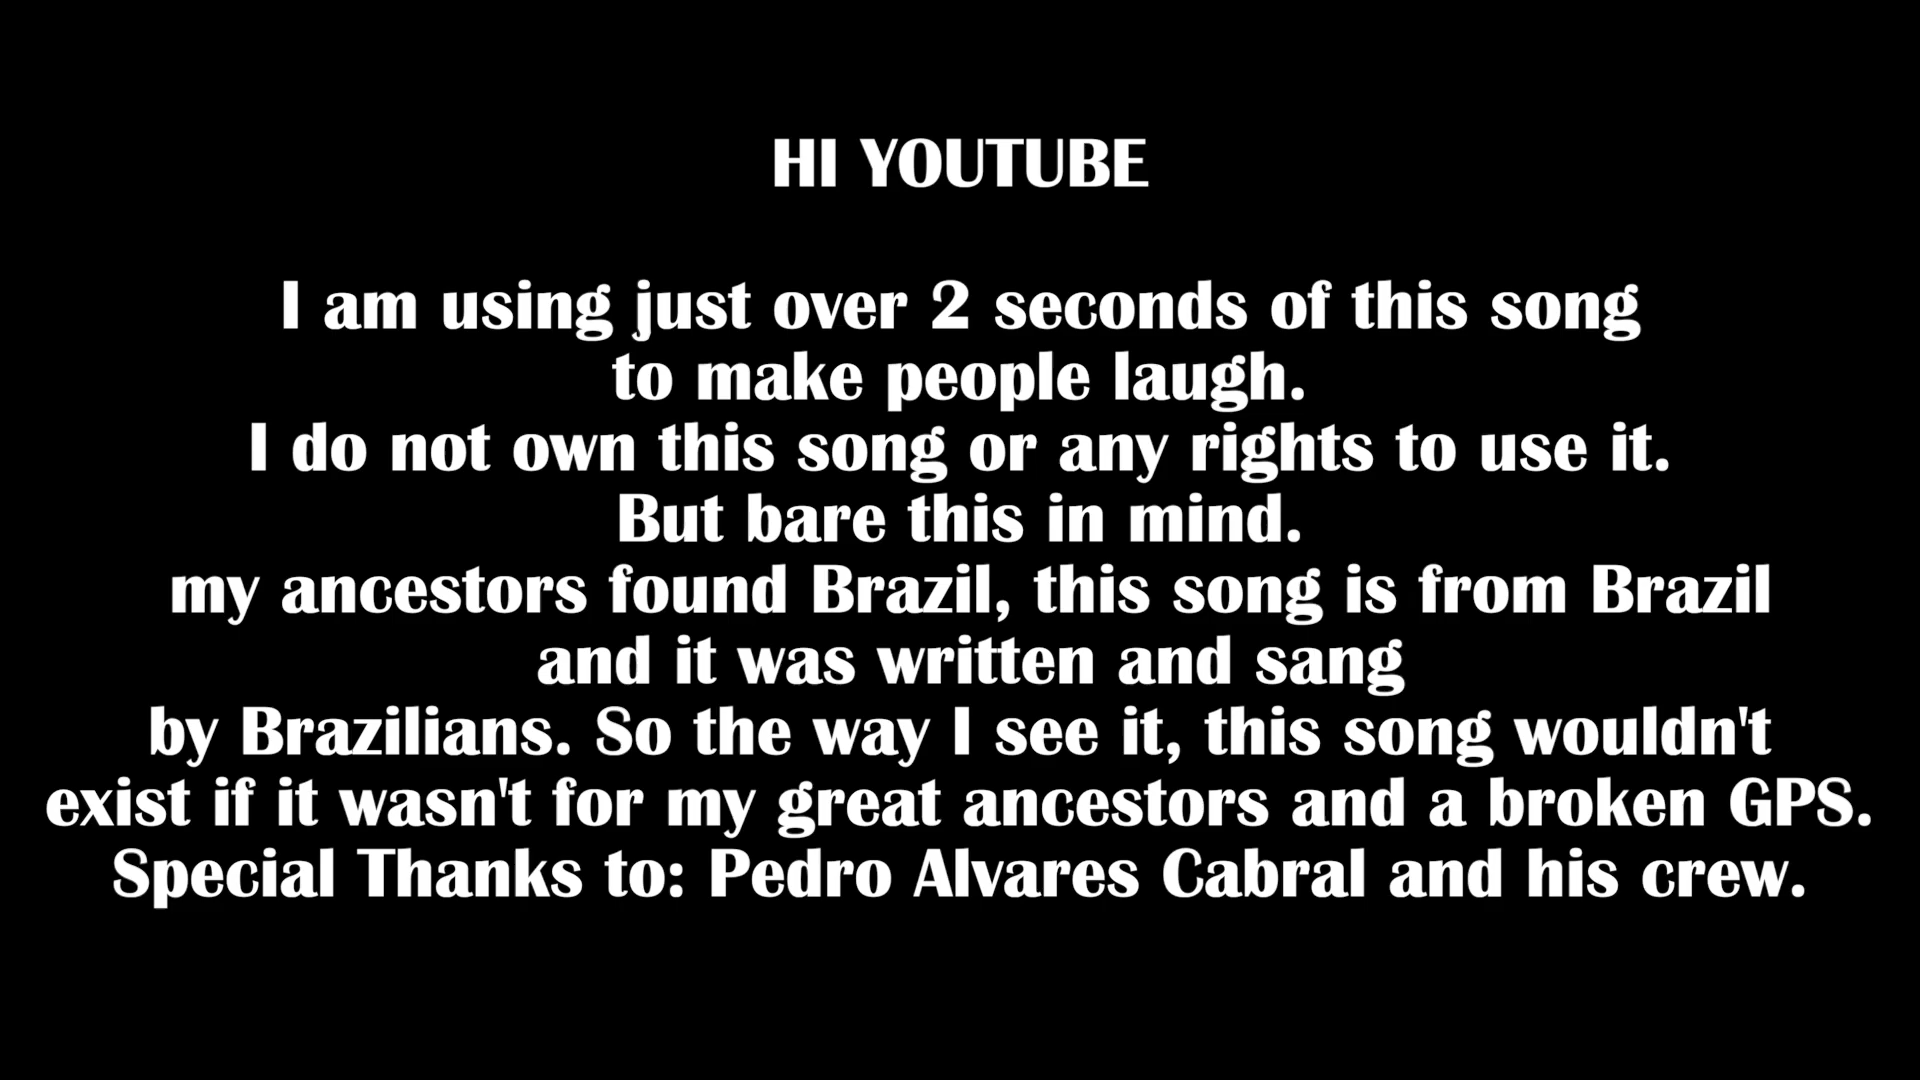 HI YOUTUBE
I am using just over 2 seconds of this song
to make people laugh.
I do not own this song or any rights to use it.
But bare this in mind.
my ancestors found Brazil, this song is from Brazil
and it was written and sang
by Brazilians. So the way I see it, this song wouldn't
exist if it wasn't for my great ancestors and a broken GPS.
Special Thanks to: Pedro Alvares Cabral and his crew.